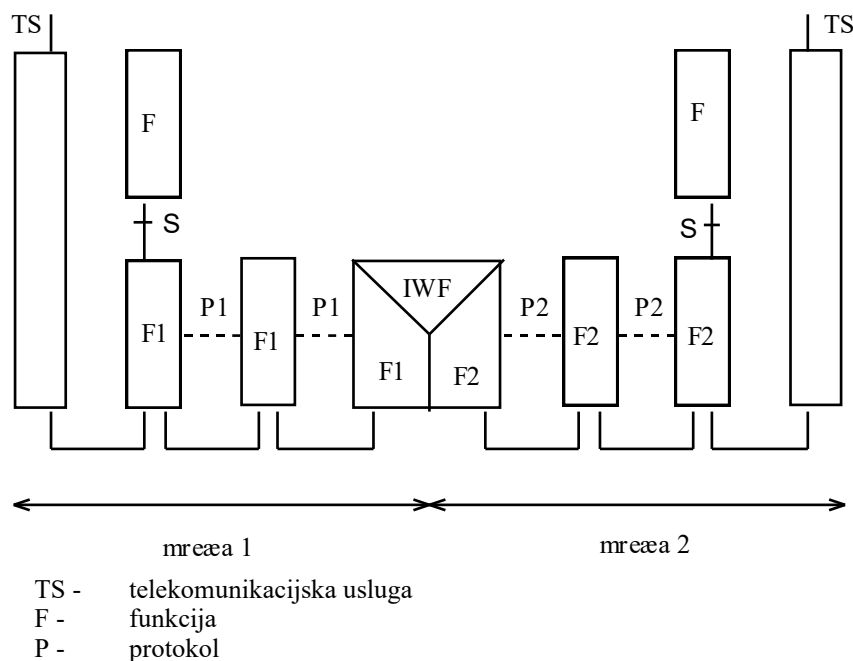 TS TS
F F
S S
IWF
P1 P1 P2 P2
F1 F1 F2 F2
F1 F2
mreæa 1 mreæa 2
TS - telekomunikacijska usluga
F - funkcija
P - protokol